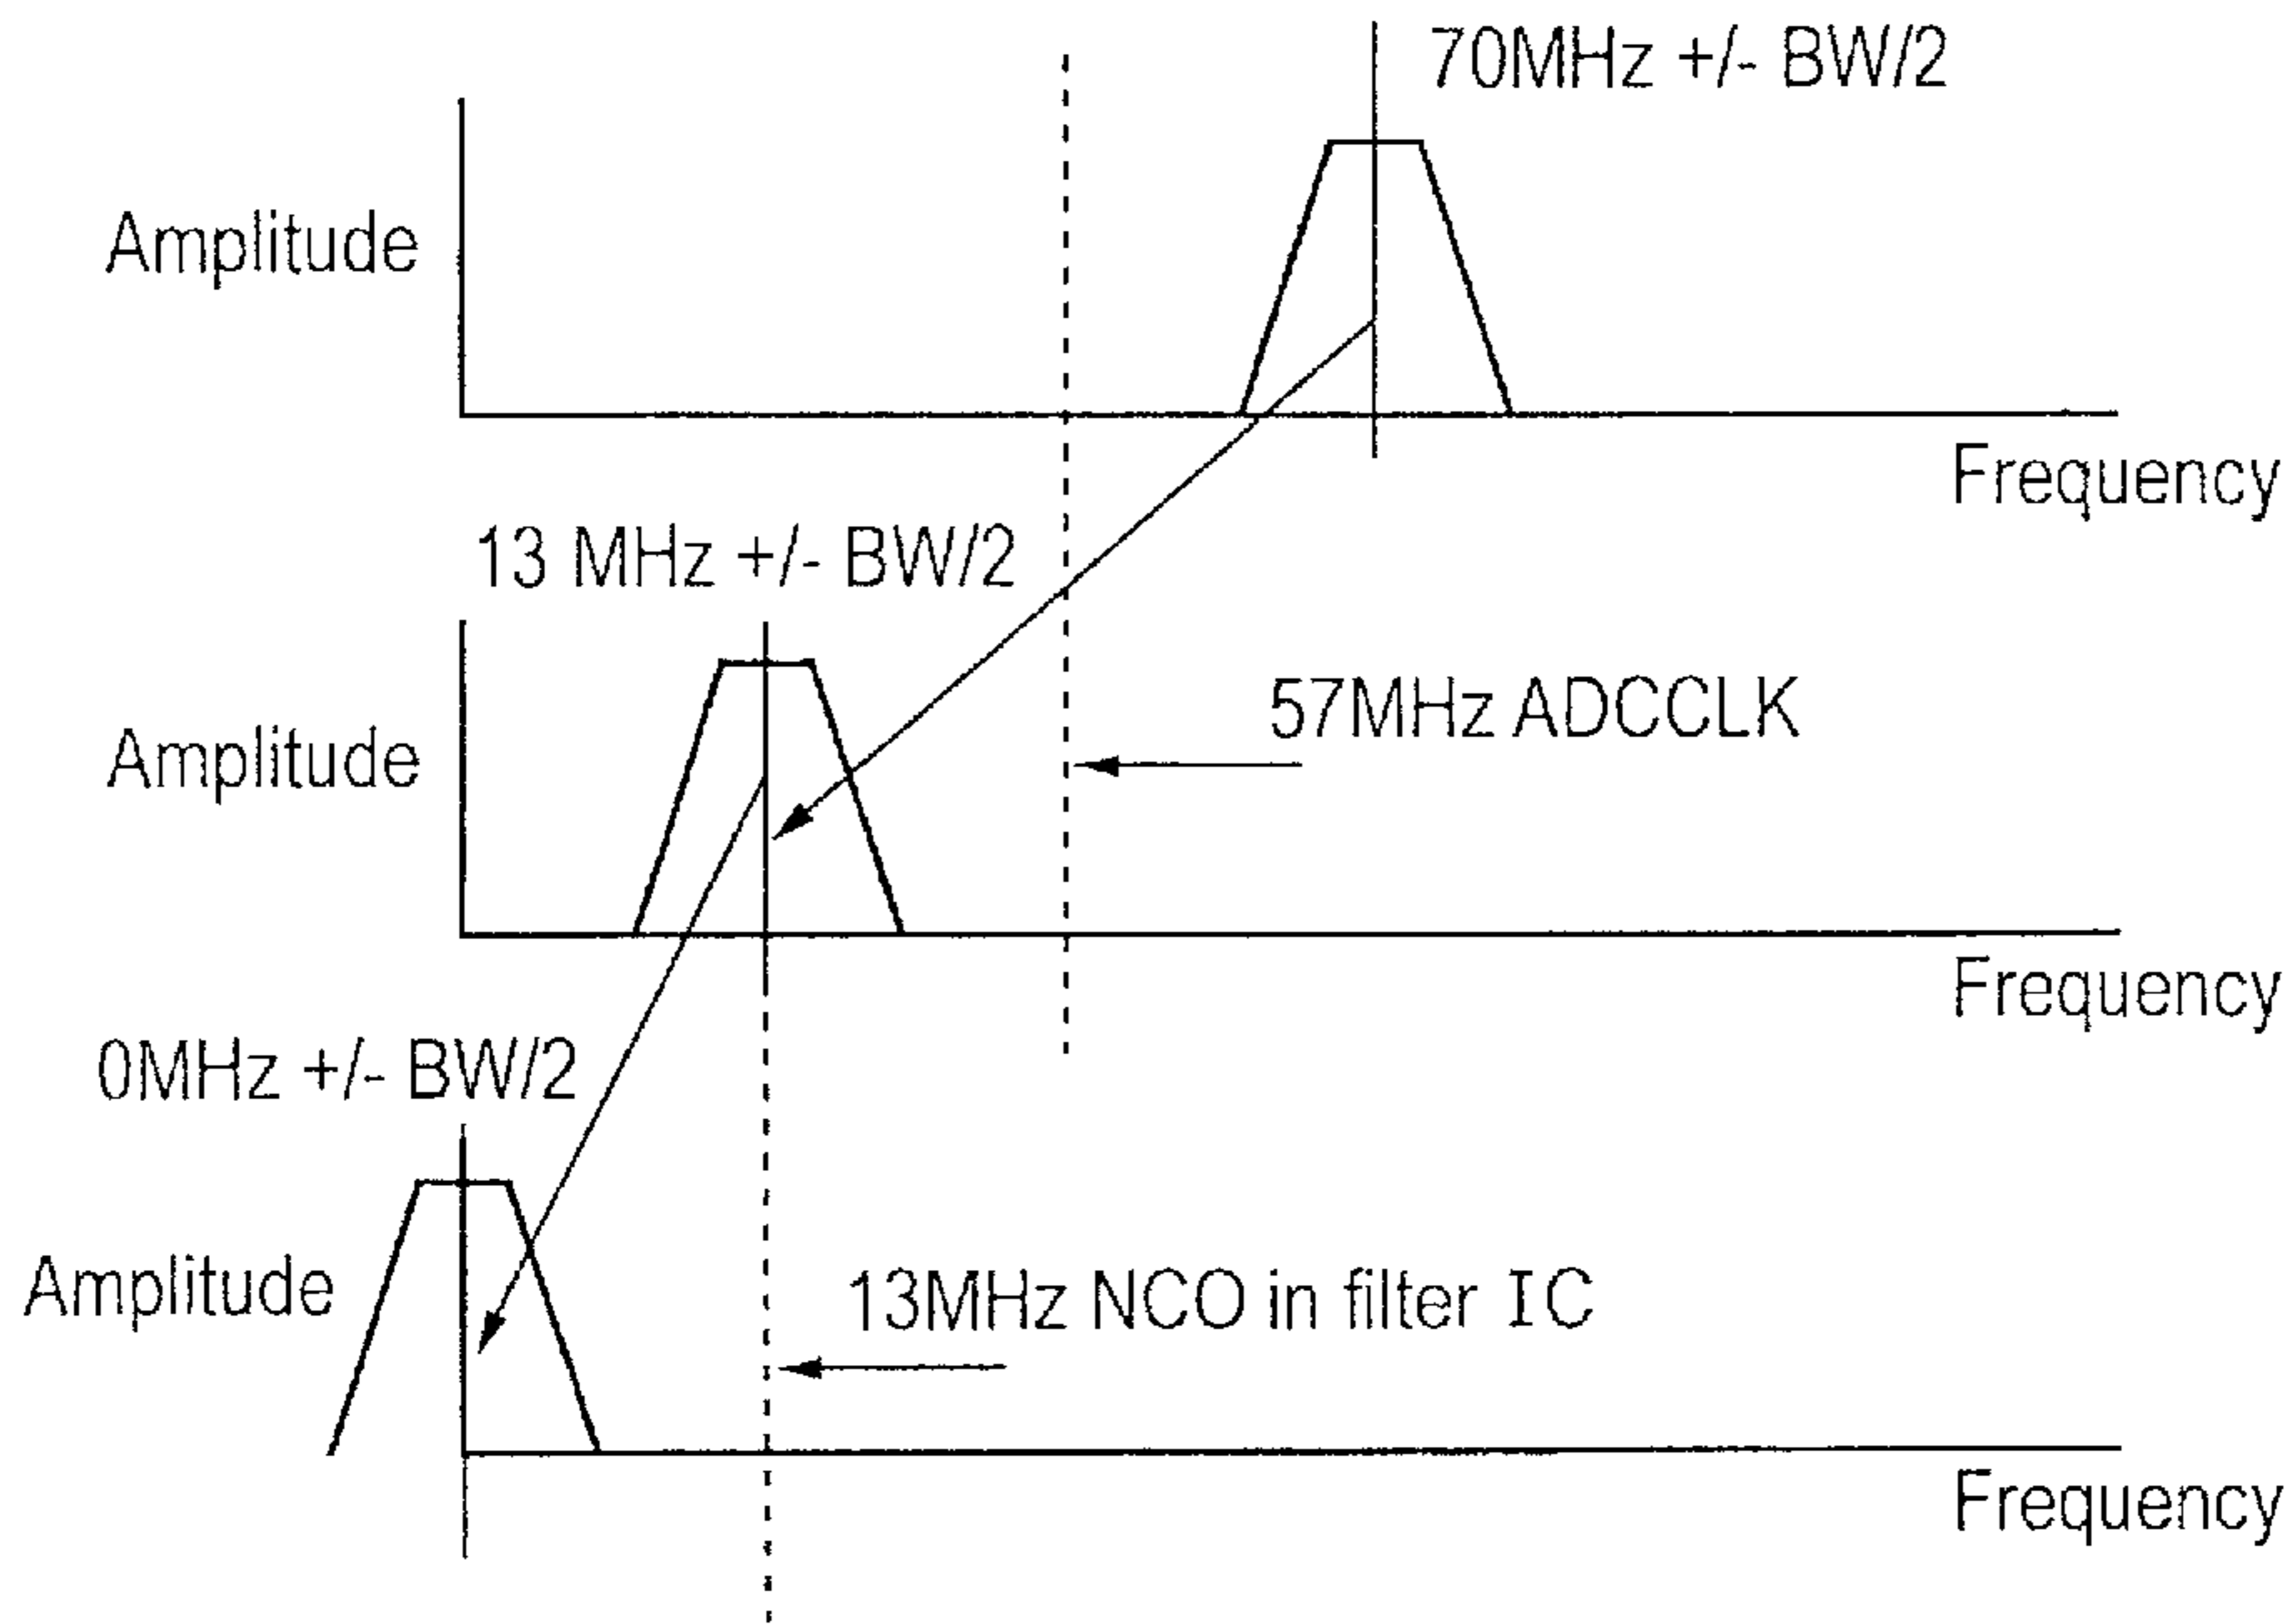 70MHz +/- BW/2
Amplitude
Frequency
13 MHz +/- BW/2
57MHz ADCCLK
Amplitude
Frequency
0MHz +/- BW/2
13MHz NCO in filter IC
Amplitude
Frequency